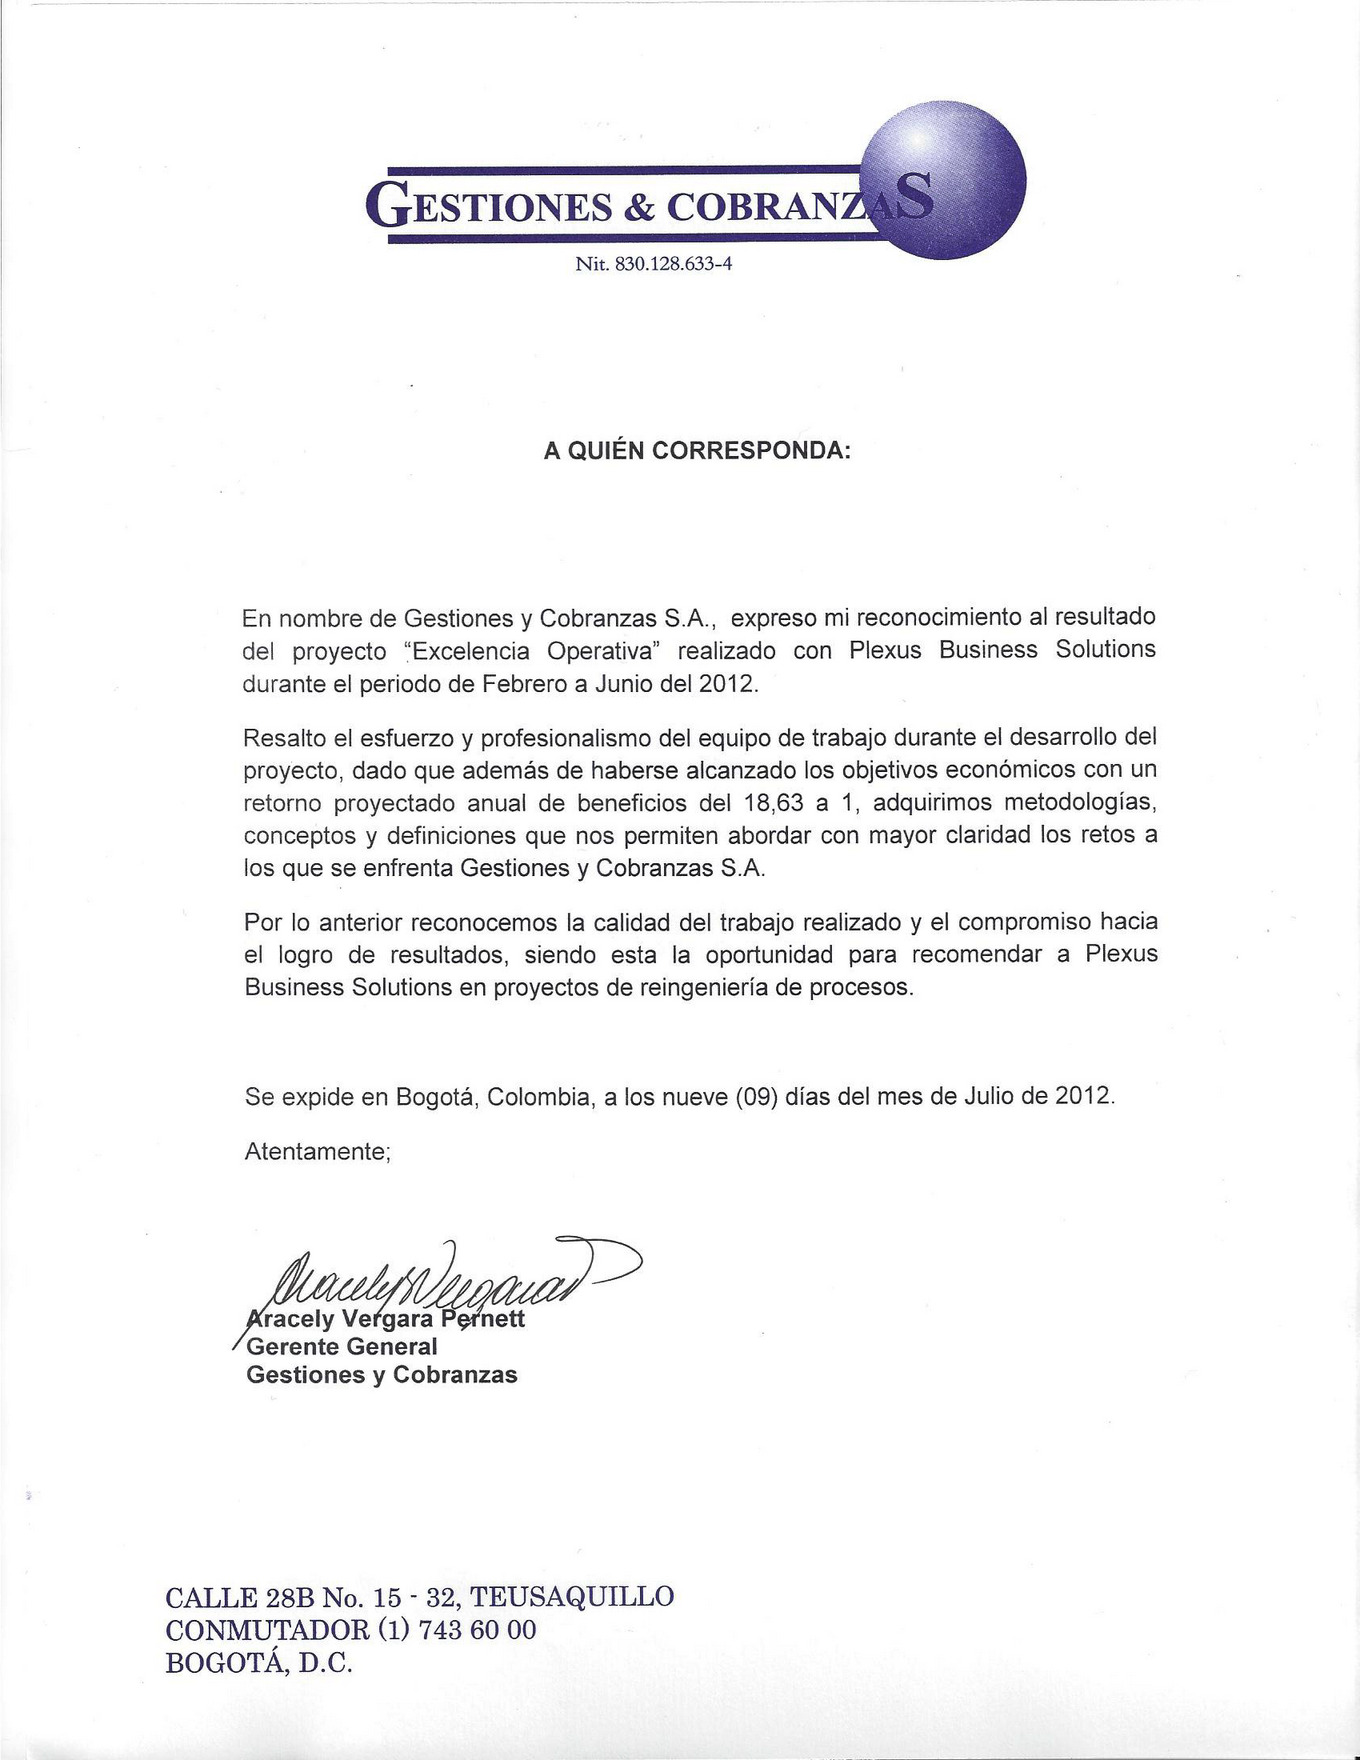 GESTIONES & COBRANZAS
Nit. 830.128.633-4
A QUIÉN CORRESPONDA:
En nombre de Gestiones y Cobranzas S.A., expreso mi reconocimiento al resultado
del proyecto “Excelencia Operativa” realizado con Plexus Business Solutions
durante el periodo de Febrero a Junio del 2012.
Resalto el esfuerzo y profesionalismo del equipo de trabajo durante el desarrollo del
proyecto, dado que además de haberse alcanzado los objetivos económicos con un
retorno proyectado anual de beneficios del 18,63 a 1, adquirimos metodologías,
conceptos y definiciones que nos permiten abordar con mayor claridad los retos a
los que se enfrenta Gestiones y Cobranzas S.A.
Por lo anterior reconocemos la calidad del trabajo realizado y el compromiso hacia
el logro de resultados, siendo esta la oportunidad para recomendar a Plexus
Business Solutions en proyectos de reingeniería de procesos.
Se expide en Bogotá, Colombia, a los nueve (09) días del mes de Julio de 2012.
Atentamente;
Aracely Vergara
Aracely Vergara Pernett
Gerente General
Gestiones y Cobranzas
CALLE 28B No. 15 - 32, TEUSAQUILLO
CONMUTADOR (1) 743 60 00
BOGOTÁ, D.C.